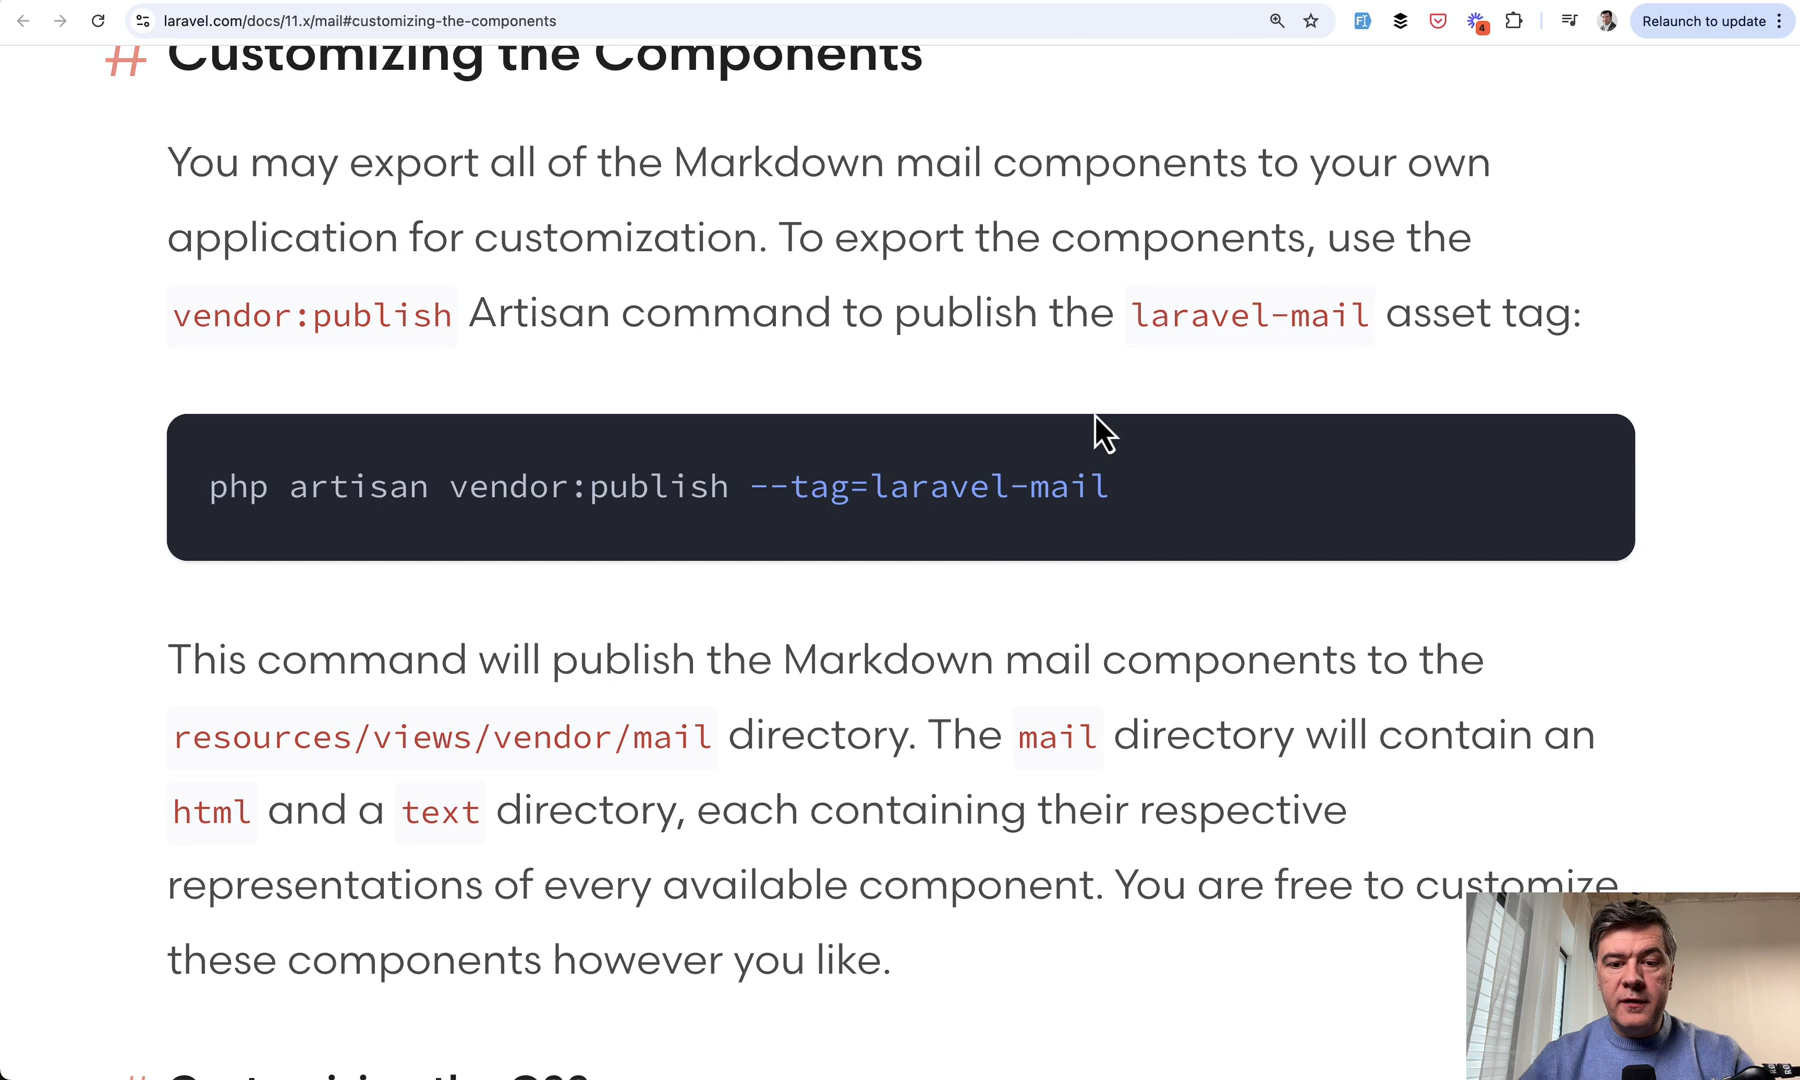 laravel.com/docs/11.x/mail#customizing-the-components
4
Relaunch to update
# Customizing the Components
You may export all of the Markdown mail components to your own
application for customization. To export the components, use the
vendor:publish Artisan command to publish the laravel-mail asset tag:
php artisan vendor:publish --tag=laravel-mail
This command will publish the Markdown mail components to the
resources/views/vendor/mail directory. The mail directory will contain an
html and a text directory, each containing their respective
representations of every available component. You are free to customize
these components however you like.
# Customizing the CSS